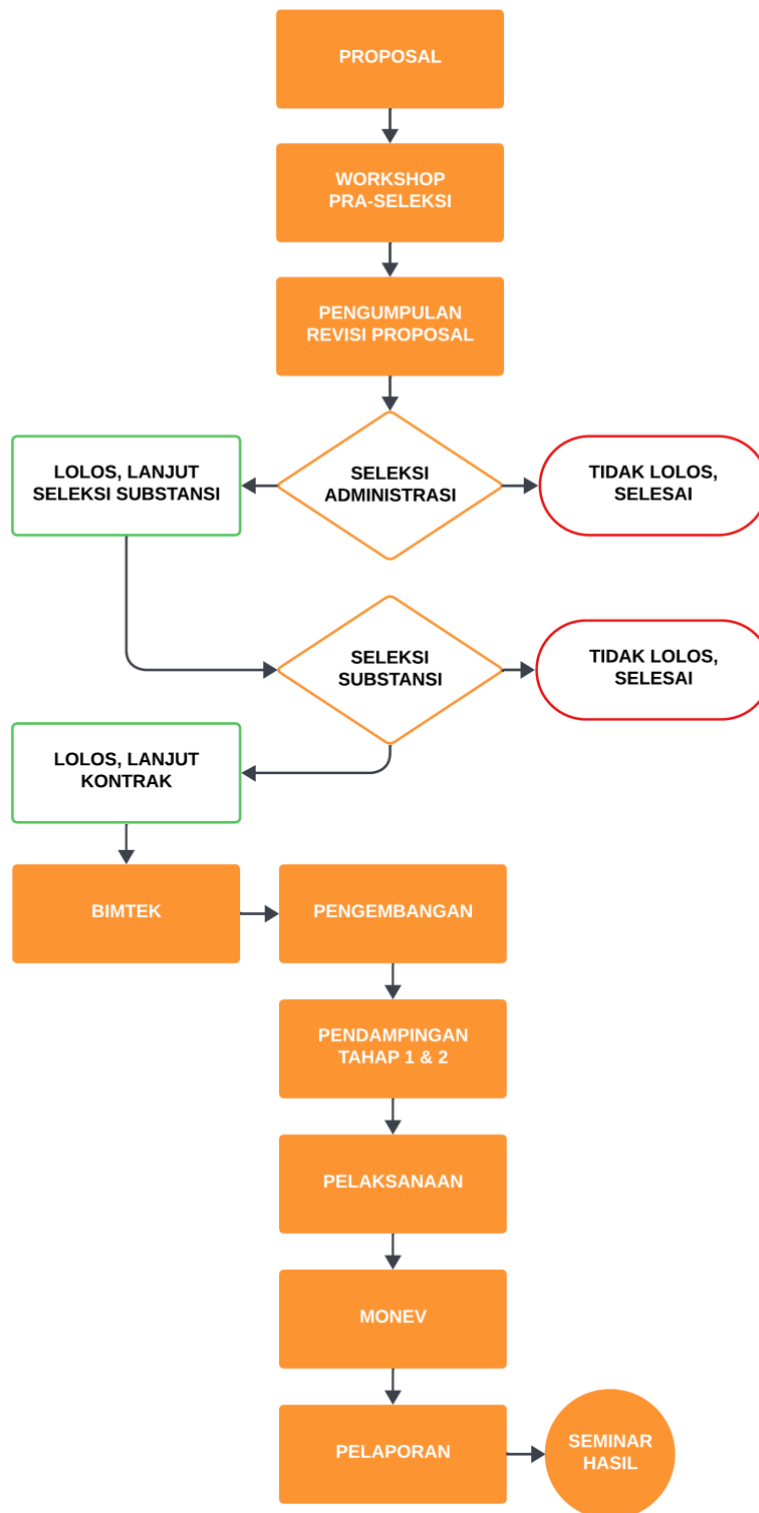 PROPOSAL
WORKSHOP
PRA-SELEKSI
PENGUMPULAN
REVISI PROPOSAL
LOLOS, LANJUT
SELEKSI SUBSTANSI
SELEKSI
ADMINISTRASI
TIDAK LOLOS,
SELESAI
SELEKSI
SUBSTANSI
TIDAK LOLOS,
SELESAI
LOLOS, LANJUT
KONTRAK
BIMTEK
PENGEMBANGAN
PENDAMPINGAN
TAHAP 1 & 2
PELAKSANAAN
MONEV
PELAPORAN
SEMINAR
HASIL